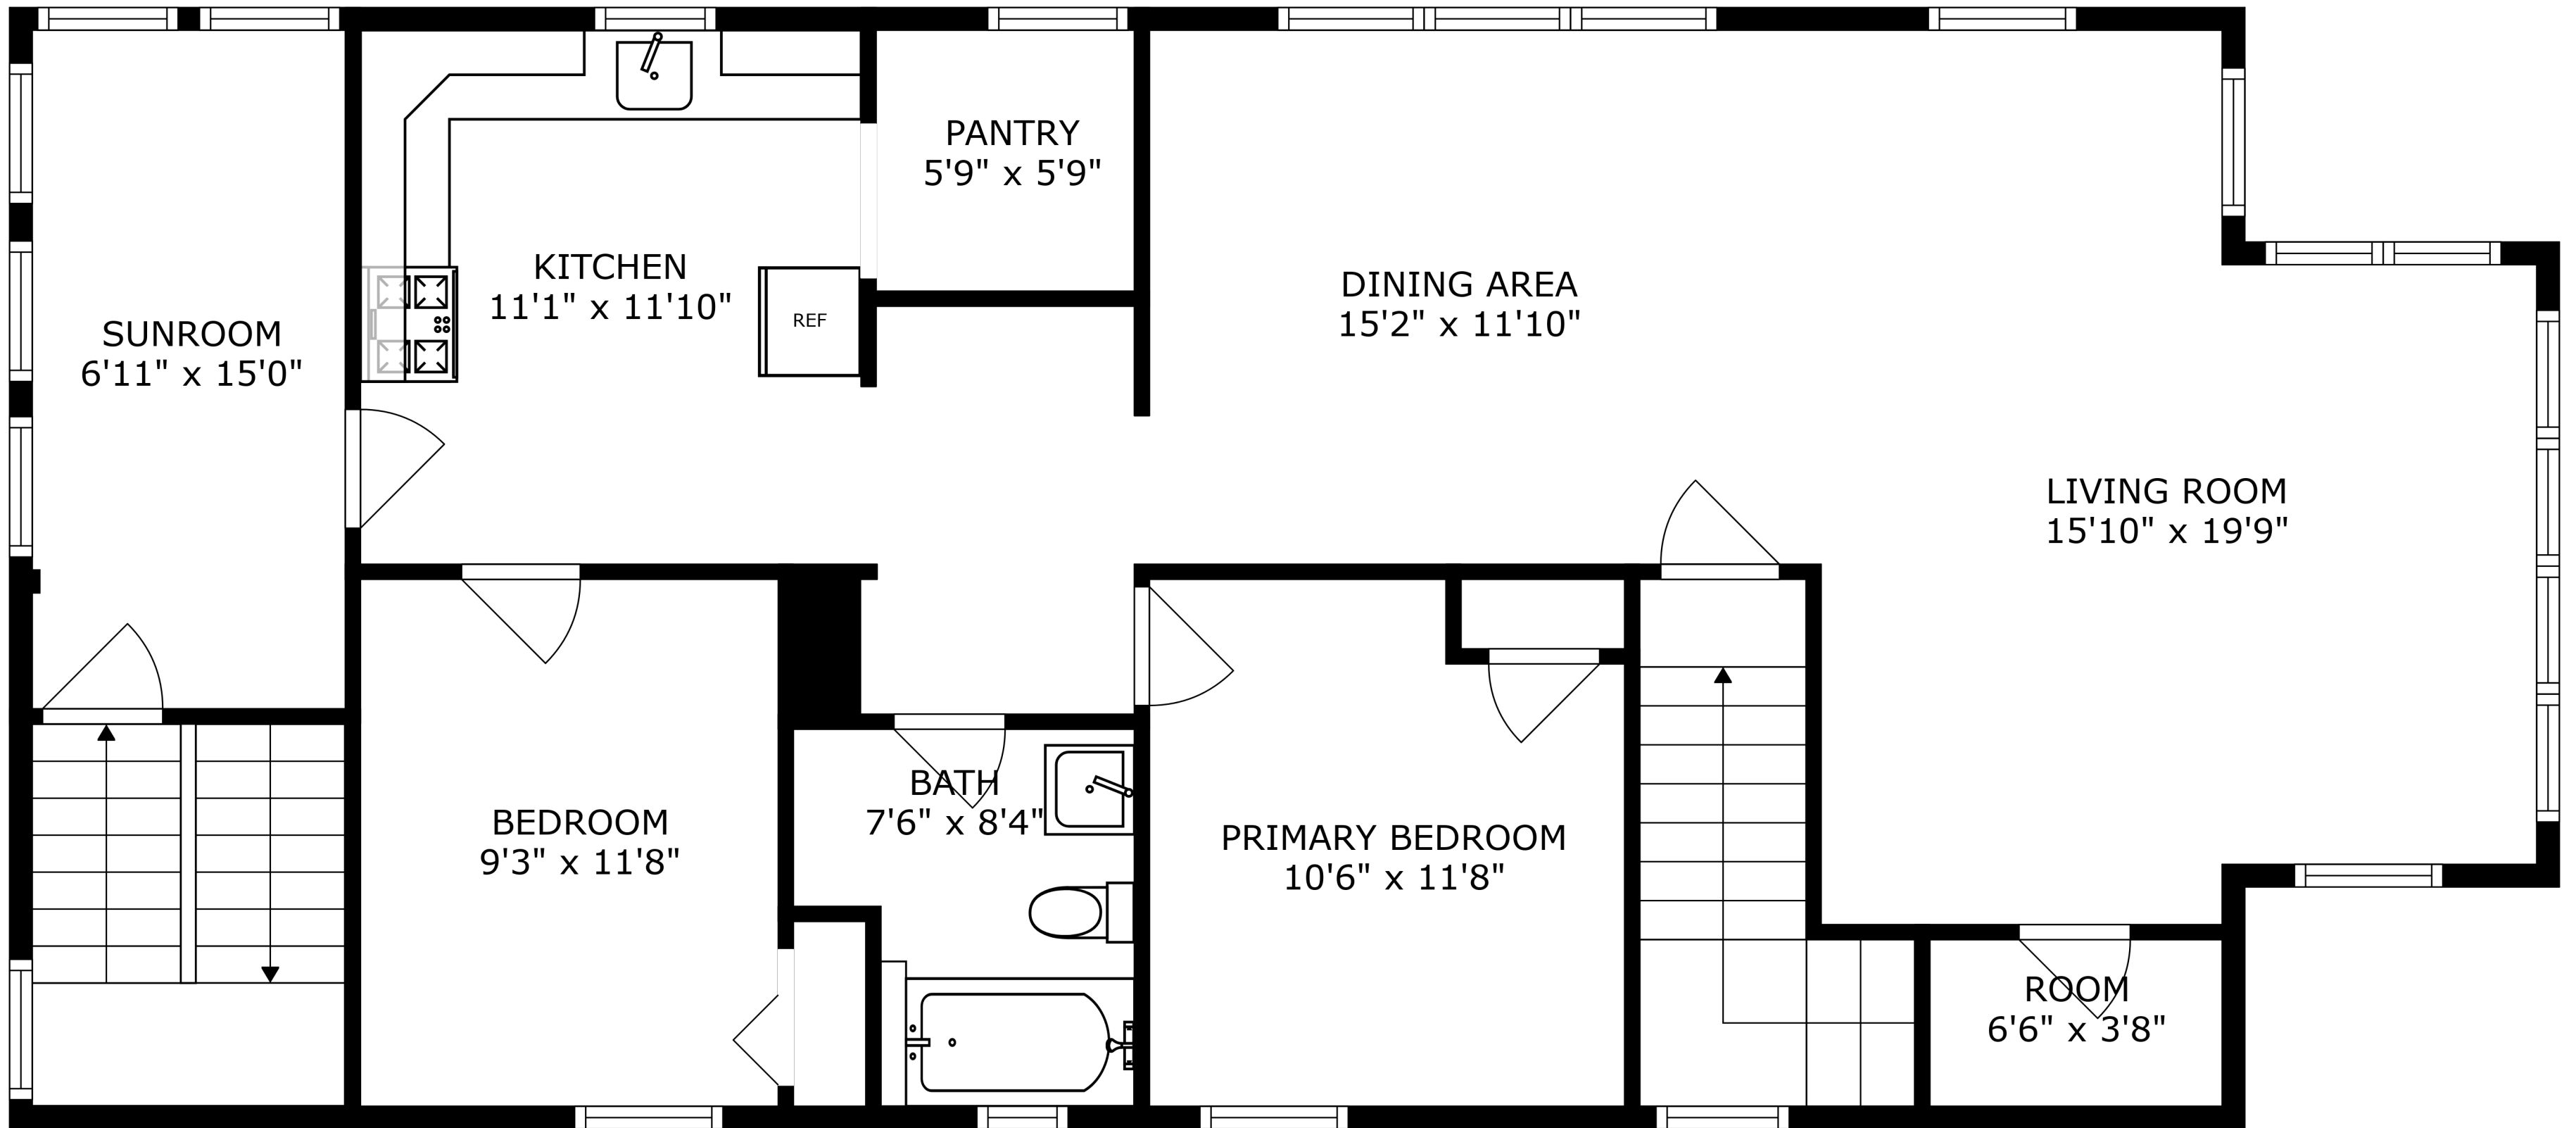 PANTRY
5'9" x 5'9"
KITCHEN
11'1" x 11'10"
REF
DINING AREA
15'2" x 11'10"
SUNROOM
6'11" x 15'0"
LIVING ROOM
15'10" x 19'9"
BATH
7'6" x 8'4"
BEDROOM
9'3" x 11'8"
PRIMARY BEDROOM
10'6" x 11'8"
ROOM
6'6" x 3'8"